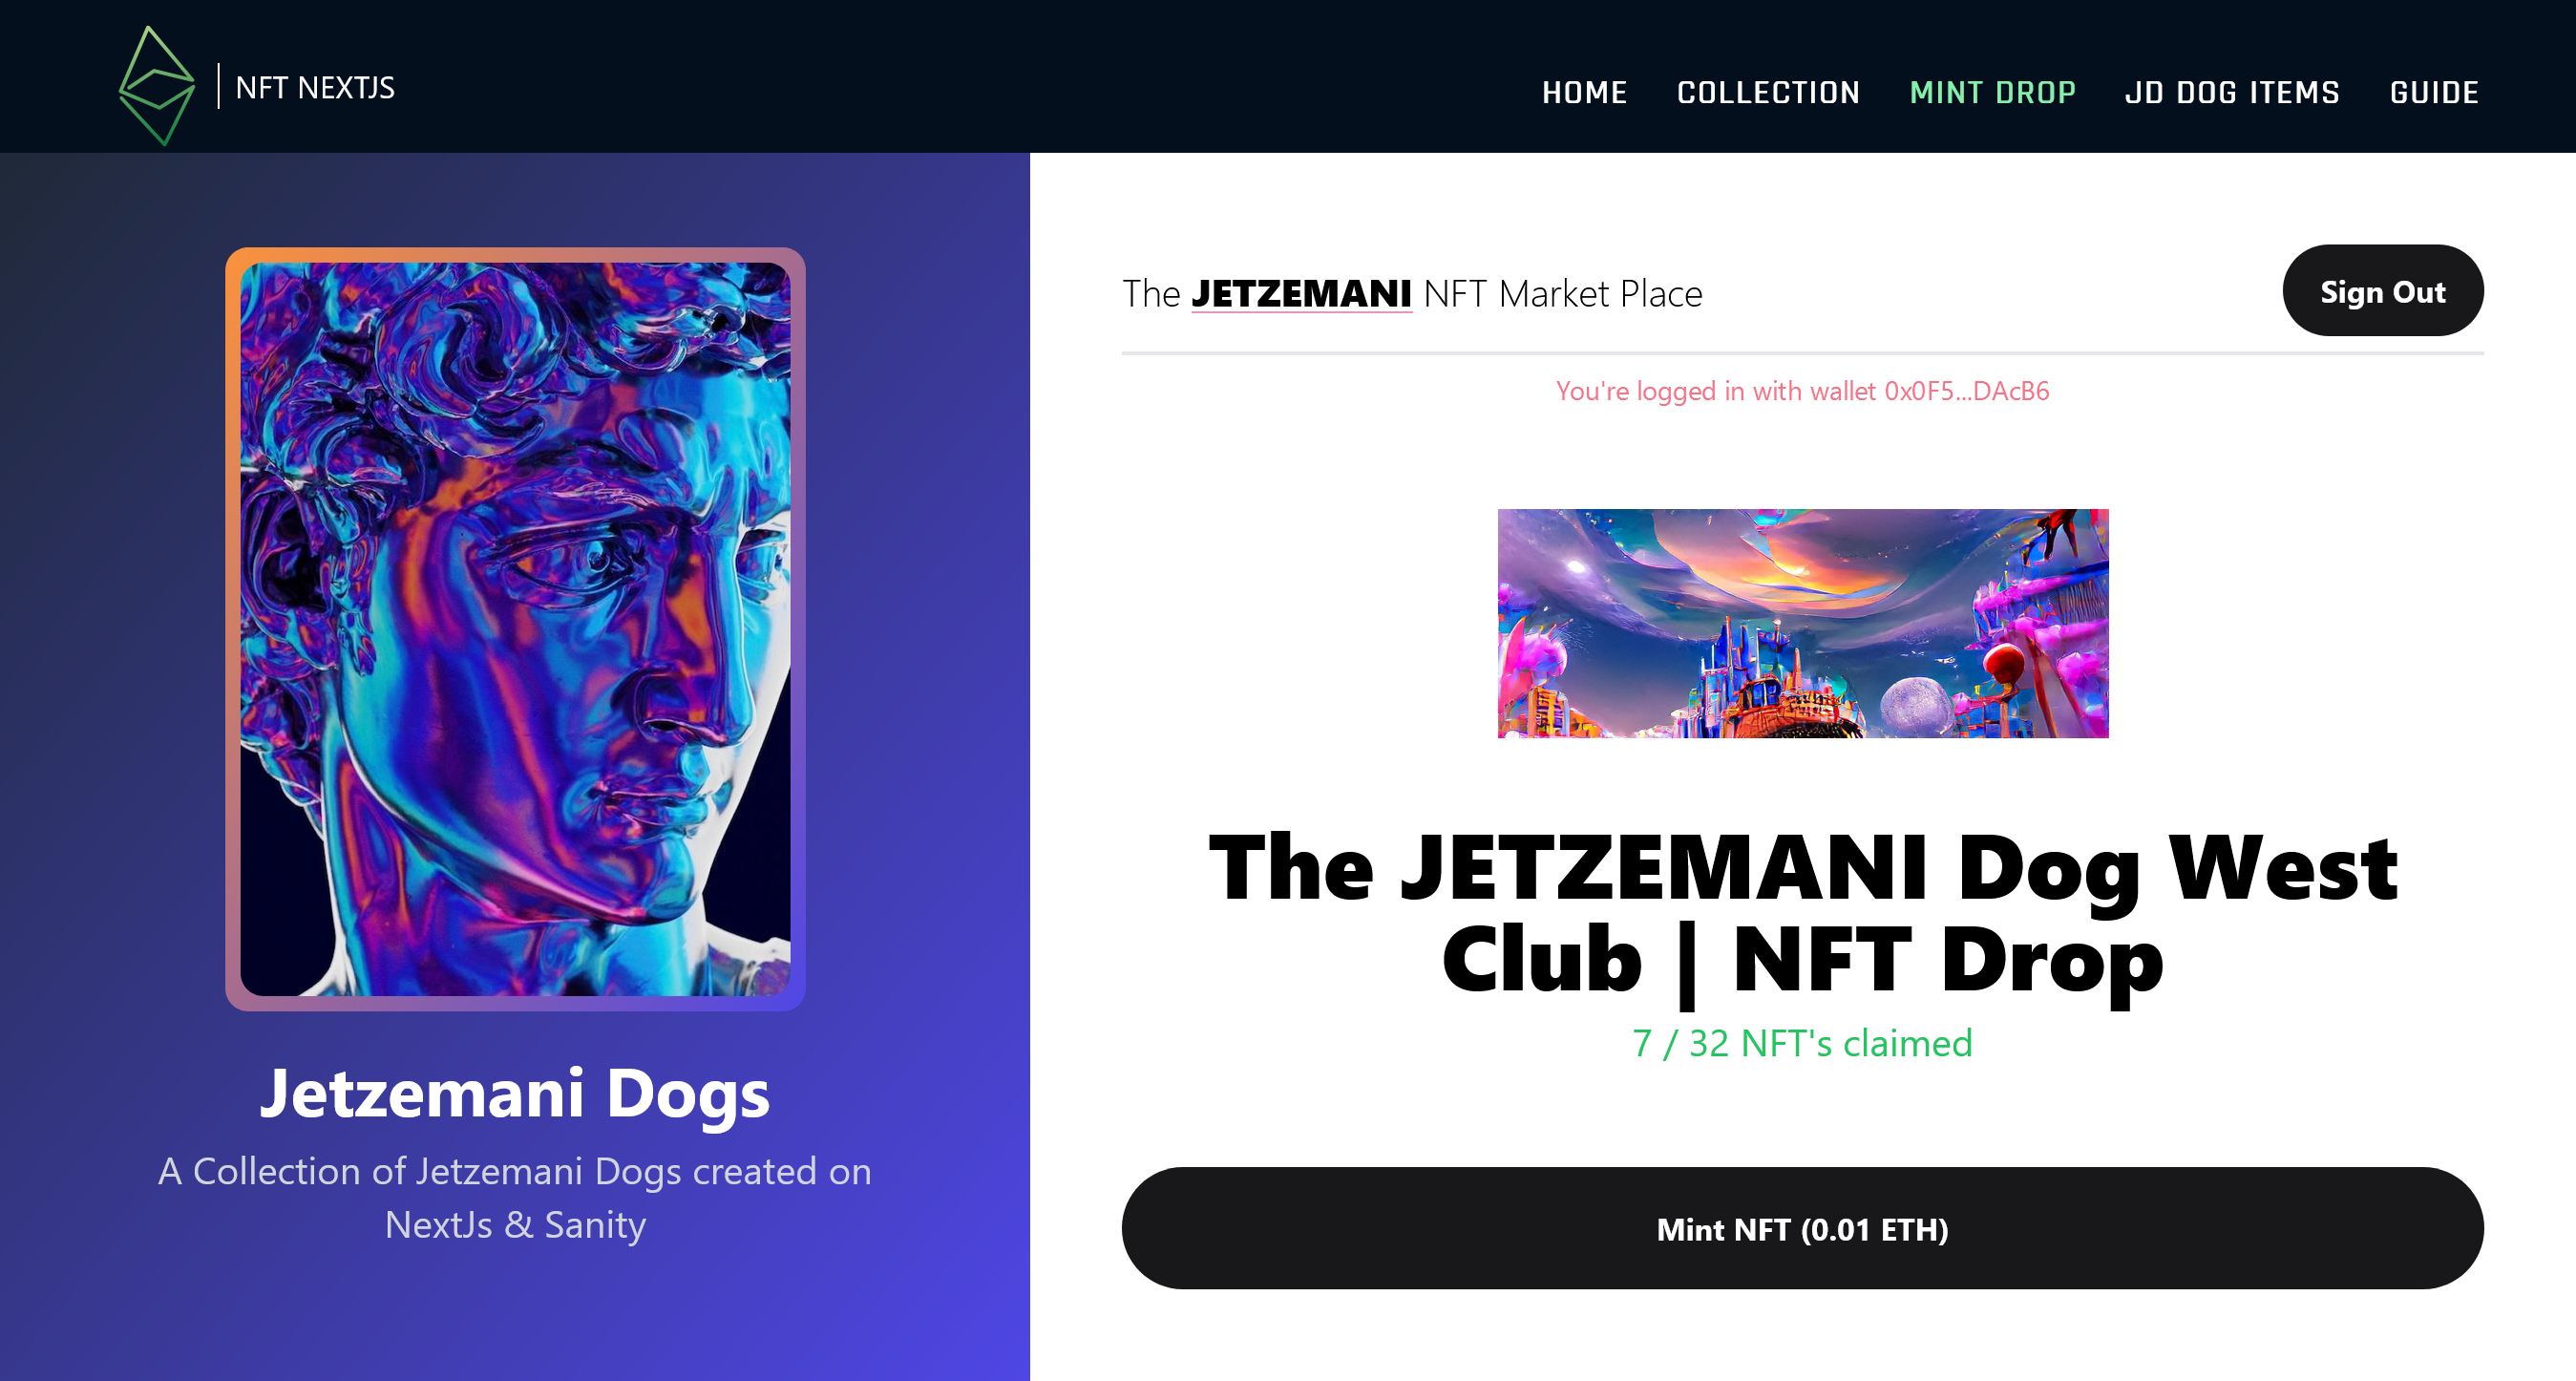 NFT NEXTJS
HOME COLLECTION MINT DROP JD DOG ITEMS GUIDE
Jetzemani Dogs
A Collection of Jetzemani Dogs created on
NextJs & Sanity
The JETZEMANI NFT Market Place
Sign Out
You're logged in with wallet 0x0F5...DAcB6
The JETZEMANI Dog West
Club | NFT Drop
7 / 32 NFT's claimed
Mint NFT (0.01 ETH)